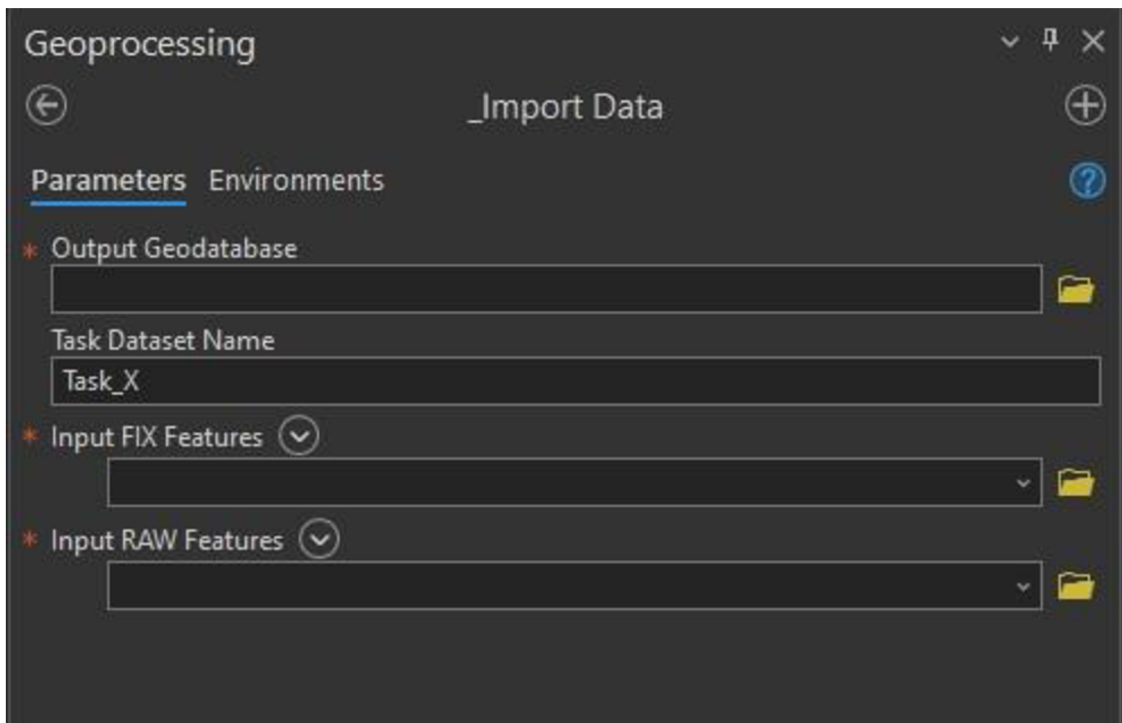 Geoprocessing
_Import Data
Parameters Environments
* Output Geodatabase
Task Dataset Name
Task_X
* Input FIX Features
* Input RAW Features